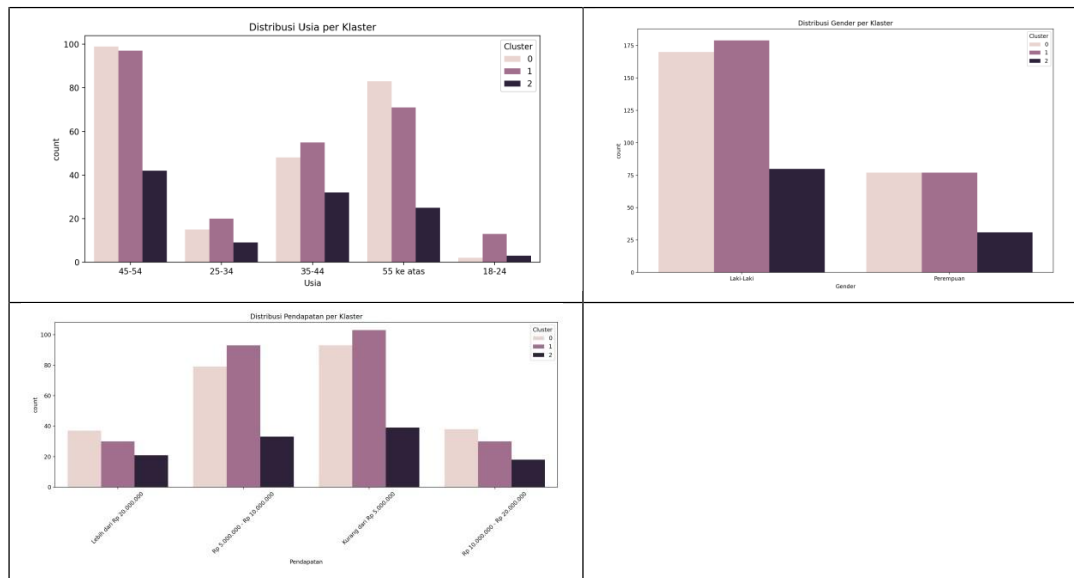 Distribusi Usia per Klaster
Cluster
0
1
2
100
80
60
40
20
0
count
45-54
25-34
35-44
55 ke atas
18-24
Usia
Distribusi Gender per Klaster
Cluster
0
1
2
175
150
125
100
75
50
25
0
count
Laki-Laki
Perempuan
Gender
Distribusi Pendapatan per Klaster
Cluster
0
1
2
100
80
60
40
20
0
count
Lebih dari Rp 20.000.000
Rp 5.000.000 - Rp 10.000.000
Kurang dari Rp 5.000.000
Rp 10.000.000 - Rp 20.000.000
Pendapatan